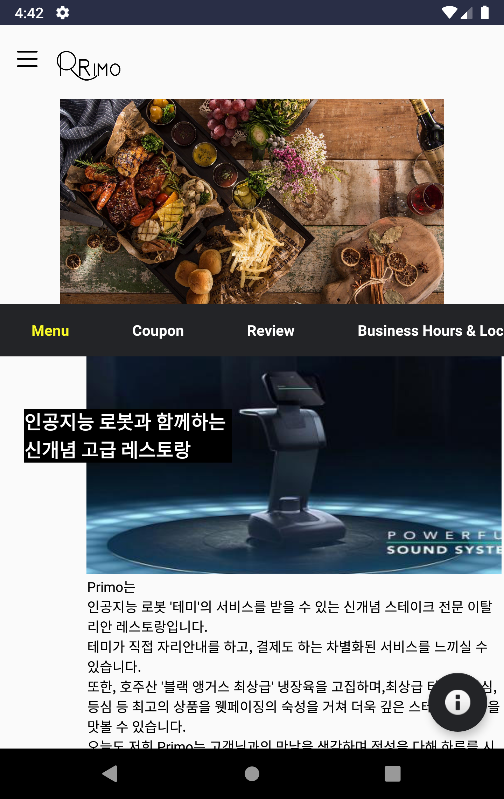 4:42
PRIMO
Menu Coupon Review Business Hours & Loc
POWERFU
SOUND SYSTE
인공지능 로봇과 함께하는
신개념 고급 레스토랑
Primo는
인공지능 로봇 '테미'의 서비스를 받을 수 있는 신개념 스테이크 전문 이탈
리안 레스토랑입니다.
테미가 직접 자리안내를 하고, 결제도 하는 차별화된 서비스를 느끼실 수
있습니다.
또한, 호주산 '블랙 앵거스 최상급' 냉장육을 고집하며,최상급 심,
등심 등 최고의 상품을 웻페이징의 숙성을 거쳐 더욱 깊은 을
맛볼 수 있습니다.
오늘도 저희 Primo는 고객님과의 만남을 생각하며 정성을 다해 하루를 시